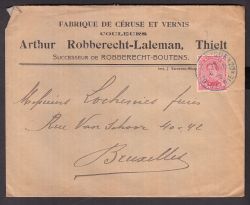 FABRIQUE DE CÉRUSE ET VERNIS
COULEURS
Arthur Robberecht-Laleman, Thielt
SUCCESSEUR DE ROBBERECHT-BOUTENS.
Messieurs Lochenies frères
Rue Van Schoor 40-42
Bruxelles